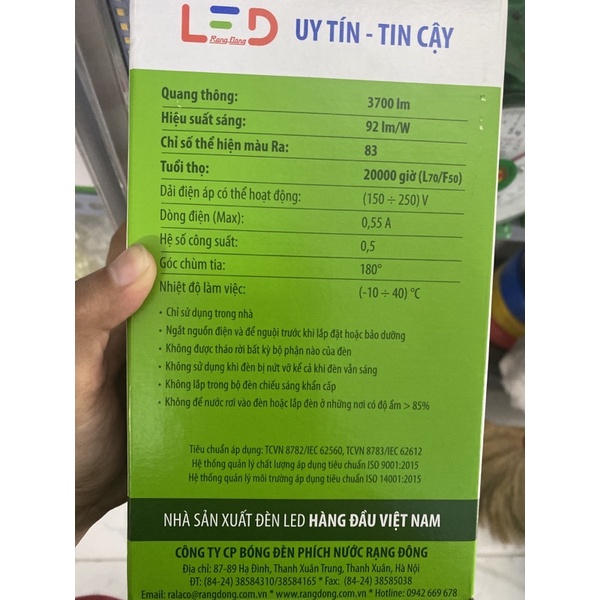 LED
Rạng Đông
UY TÍN - TIN CẬY
Quang thông: 3700 lm
Hiệu suất sáng: 92 lm/W
Chỉ số thể hiện màu Ra: 83
Tuổi thọ: 20000 giờ (L70/F50)
Dải điện áp có thể hoạt động: (150 ÷ 250) V
Dòng điện (Max): 0,55 A
Hệ số công suất: 0,5
Góc chùm tia: 180°
Nhiệt độ làm việc: (-10 ÷ 40) °C
• Chỉ sử dụng trong nhà
• Ngắt nguồn điện và để nguội trước khi lắp đặt hoặc bảo dưỡng
• Không được tháo rời bất kỳ bộ phận nào của đèn
• Không sử dụng khi đèn bị nứt vỡ kể cả khi đèn vẫn sáng
• Không lắp trong bộ đèn chiếu sáng khẩn cấp
• Không để nước rơi vào đèn hoặc lắp đèn ở những nơi có độ ẩm > 85%
Tiêu chuẩn áp dụng: TCVN 8782/IEC 62560, TCVN 8783/IEC 62612
Hệ thống quản lý chất lượng áp dụng tiêu chuẩn ISO 9001:2015
Hệ thống quản lý môi trường áp dụng tiêu chuẩn ISO 14001:2015
NHÀ SẢN XUẤT ĐÈN LED HÀNG ĐẦU VIỆT NAM
CÔNG TY CP BÓNG ĐÈN PHÍCH NƯỚC RẠNG ĐÔNG
Địa chỉ: 87-89 Hạ Đình, Thanh Xuân Trung, Thanh Xuân, Hà Nội
ĐT: (84-24) 38584310/38584165 * Fax: (84-24) 38585038
Email: ralaco@rangdong.com.vn * www.rangdong.com.vn * Hotline: 0942 669 678